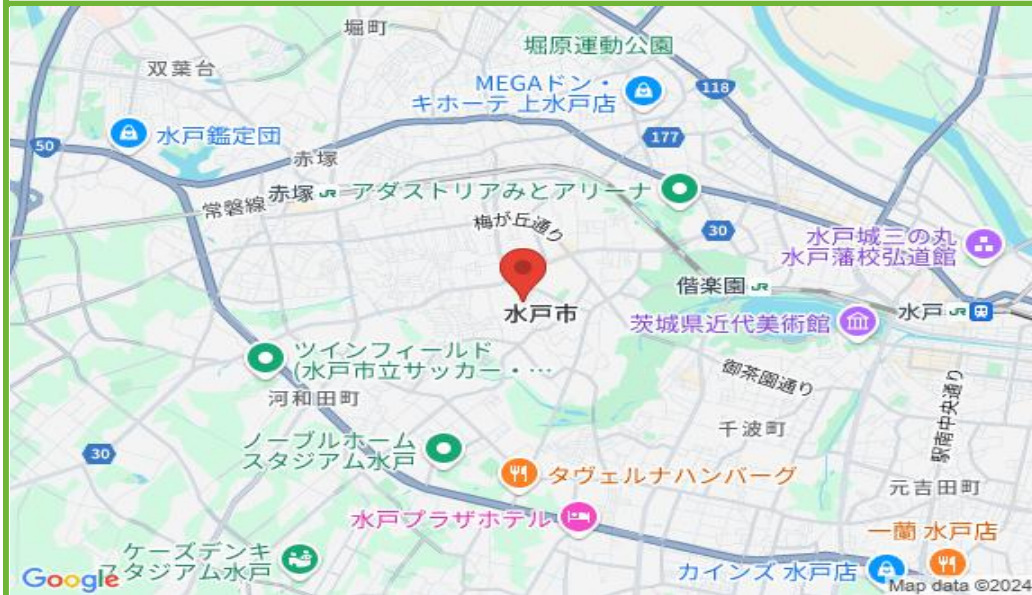 堀町
堀原運動公園
双葉台
MEGAドン・
キホーテ 上水戸店
118
水戸鑑定団
177
50
赤塚
常磐線
赤塚 JR
アダストリアみとアリーナ
梅が丘通り
30
水戸城三の丸
水戸藩校弘道館
偕楽園 JR
水戸市
茨城県近代美術館
水戸 JR
ツインフィールド
(水戸市立サッカー・…
御茶園通り
河和田町
駅南中央通り
千波町
ノーブルホーム
スタジアム水戸
30
タヴェルナハンバーグ
元吉田町
水戸プラザホテル
一蘭 水戸店
ケーズデンキ
スタジアム水戸
カインズ 水戸店
Google
Map data ©2024